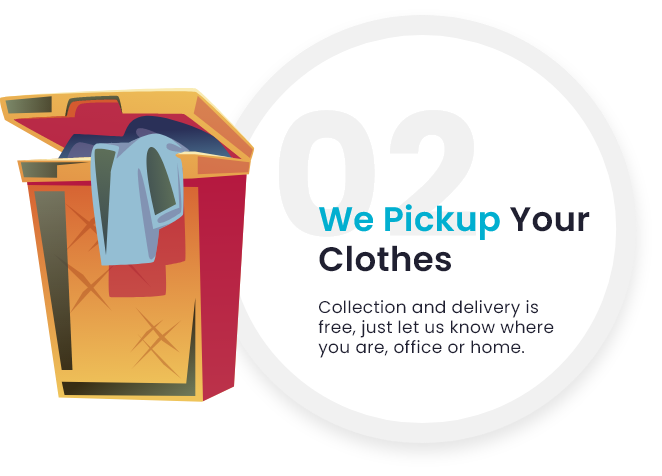 02
We Pickup Your
Clothes
Collection and delivery is
free, just let us know where
you are, office or home.